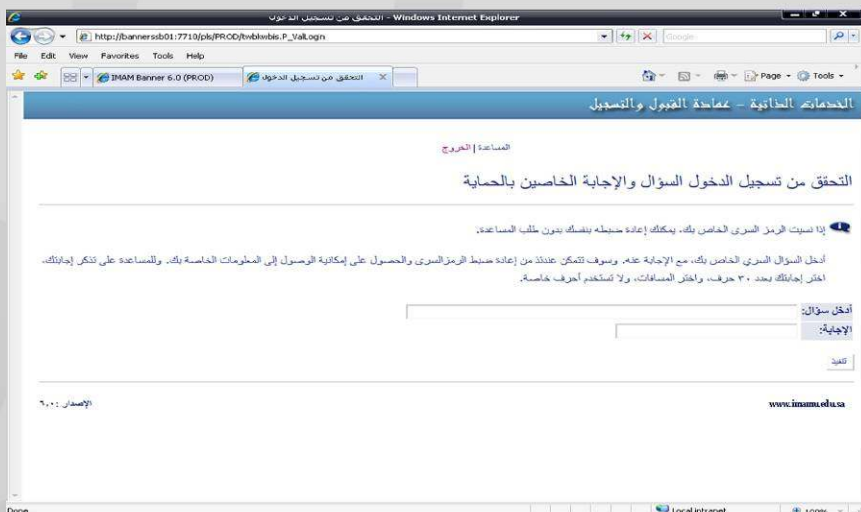 التحقق من تسجيل الدخول - Windows Internet Explorer
http://bannerssb01:7710/pls/PROD/twbkwbis.P_ValLogin
Google
File Edit View Favorites Tools Help
IMAM Banner 6.0 (PROD) التحقق من تسجيل الدخول Page Tools
الخدمات الذاتية - عمادة القبول والتسجيل
المساعدة | الخروج
التحقق من تسجيل الدخول السؤال والإجابة الخاصين بالحماية
إذا نسيت الرمز السري الخاص بك، يمكنك إعادة ضبطه بنفسك بدون طلب المساعدة.
أدخل السؤال السري الخاص بك، مع الإجابة عنه. وسوف تتمكن عندئذ من إعادة ضبط الرمز السري والحصول على إمكانية الوصول إلى المعلومات الخاصة بك. وللمساعدة على تذكر إجابتك،
اختر إجابتك بعدد ٣٠ حرف، واختر المسافات، ولا تستخدم أحرف خاصة.
أدخل سؤال:
الإجابة:
تنفيذ
www.imamu.edu.sa
الإصدار : ٦.٠.٠
Done Local intranet 100%